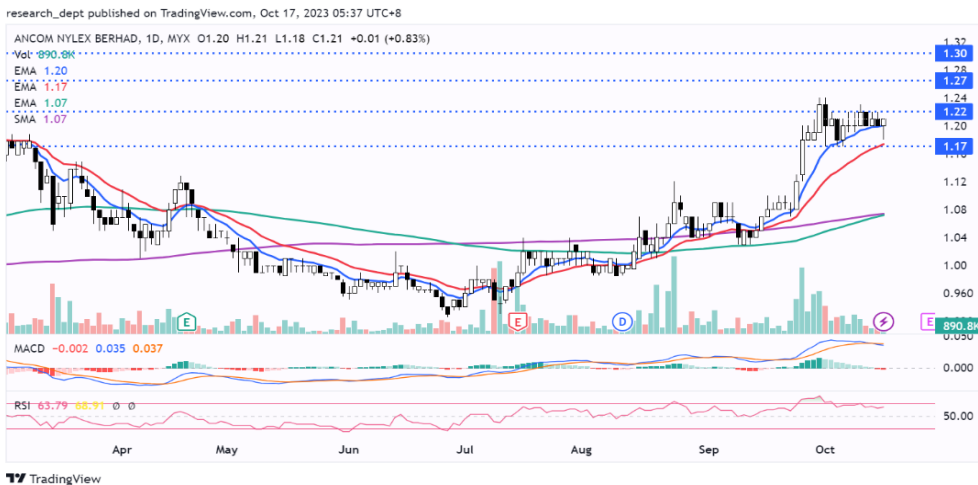 research_dept published on TradingView.com, Oct 17, 2023 05:37 UTC+8
ANCOM NYLEX BERHAD, 1D, MYX O1.20 H1.21 L1.18 C1.21 +0.01 (+0.83%)
Vol 890.8K
EMA 1.20
EMA 1.17
EMA 1.07
SMA 1.07
1.32
1.30
1.28
1.27
1.24
1.22
1.20
1.17
1.12
1.08
1.04
1.00
0.960
E
E
D
E
890.8K
0.050
MACD −0.002 0.035 0.037
0.000
RSI 63.79 68.91 ø ø
50.00
Apr May Jun Jul Aug Sep Oct
TradingView